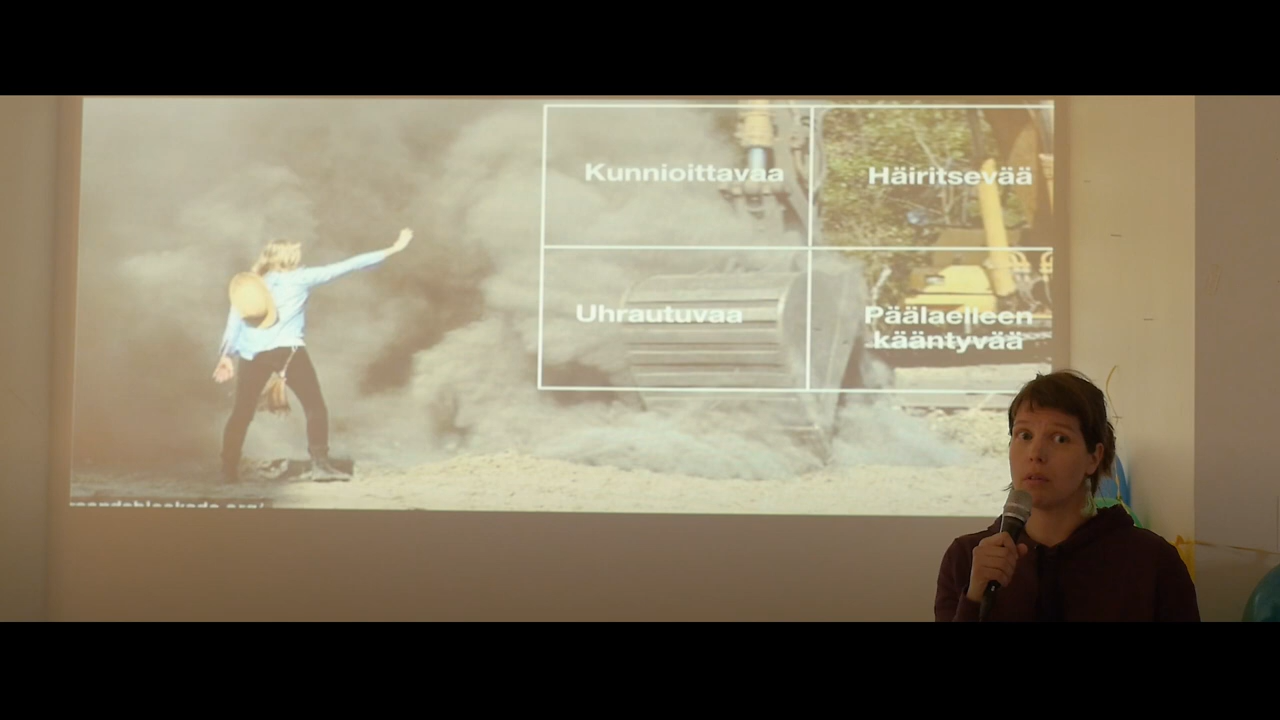 Kunnioittavaa
Häiritsevää
Uhrautuvaa
Päälaelleen
kääntyvää